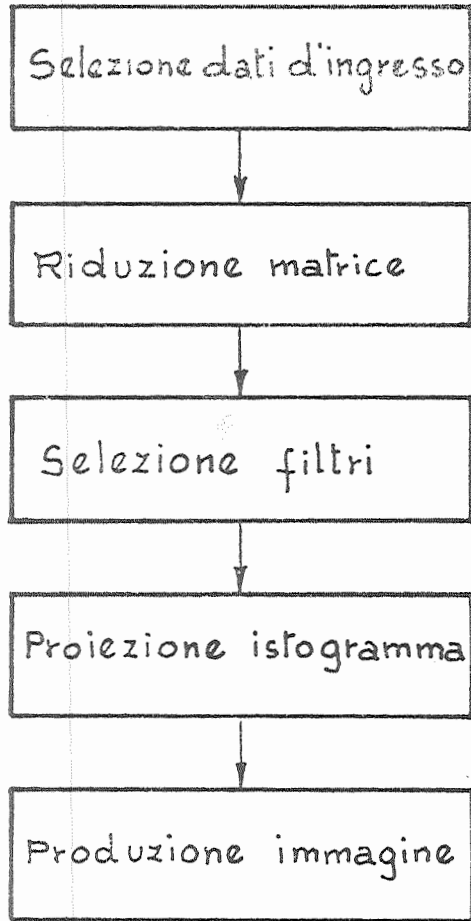 Selezione dati d'ingresso
Riduzione matrice
Selezione filtri
Proiezione istogramma
Produzione immagine